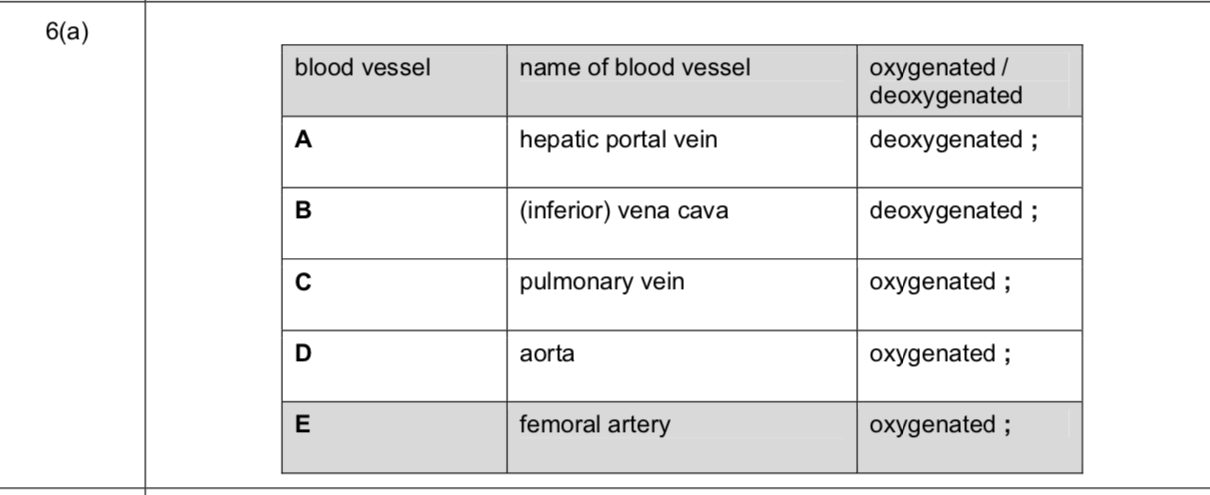 6(a)
blood vessel name of blood vessel oxygenated /
deoxygenated
A hepatic portal vein deoxygenated ;
B (inferior) vena cava deoxygenated ;
C pulmonary vein oxygenated ;
D aorta oxygenated ;
E femoral artery oxygenated ;